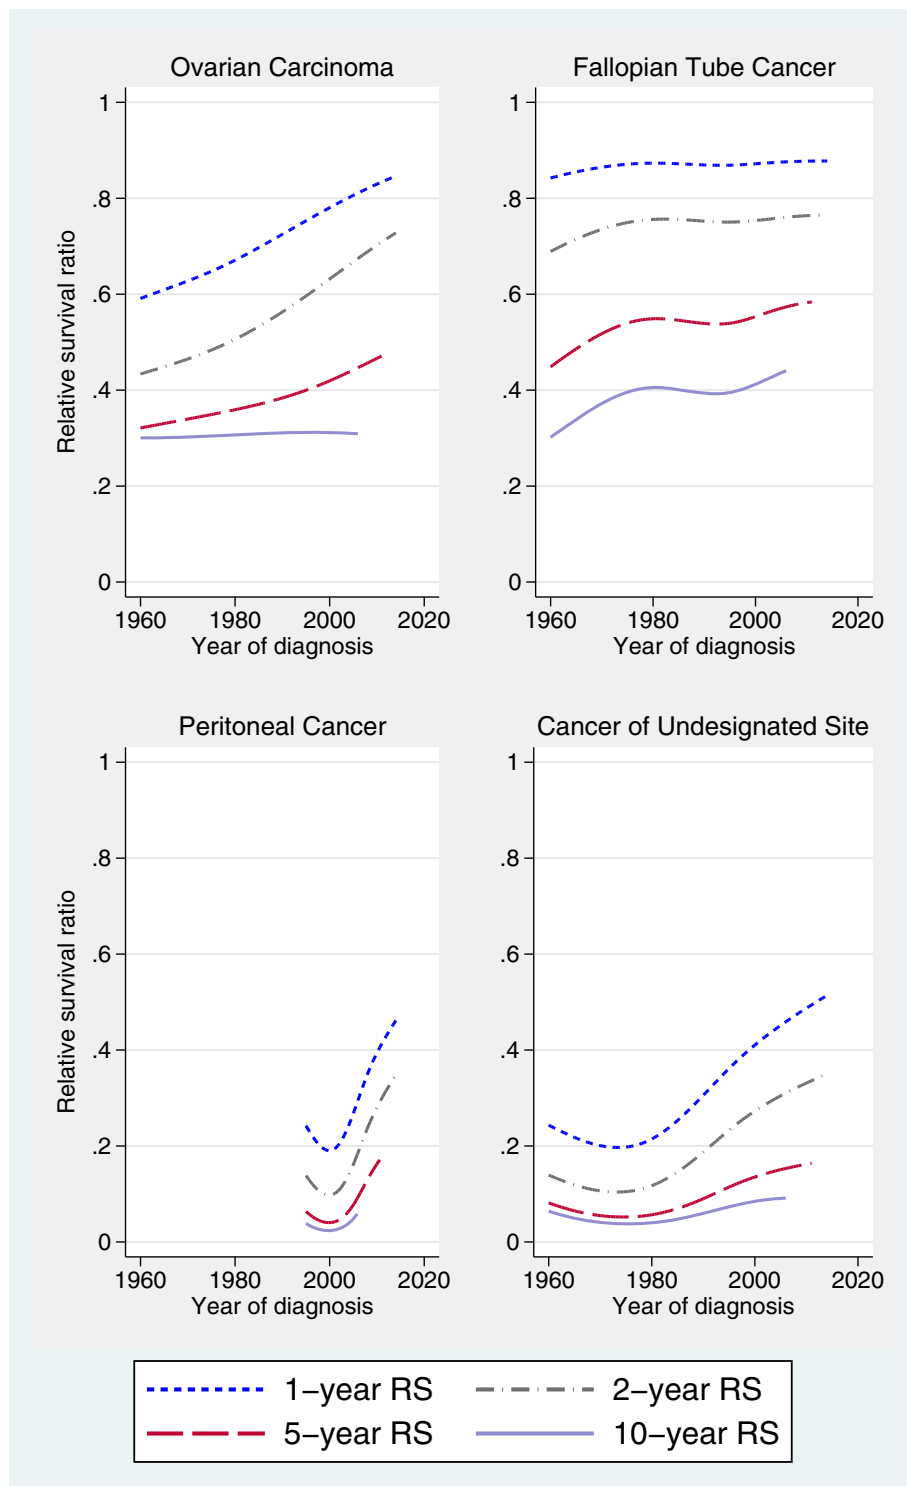 Ovarian Carcinoma
Fallopian Tube Cancer
Relative survival ratio
1
.8
.6
.4
.2
0
1960 1980 2000 2020
Year of diagnosis
1
.8
.6
.4
.2
0
1960 1980 2000 2020
Year of diagnosis
Peritoneal Cancer
Cancer of Undesignated Site
Relative survival ratio
1
.8
.6
.4
.2
0
1960 1980 2000 2020
Year of diagnosis
1
.8
.6
.4
.2
0
1960 1980 2000 2020
Year of diagnosis
1−year RS 2−year RS
5−year RS 10−year RS